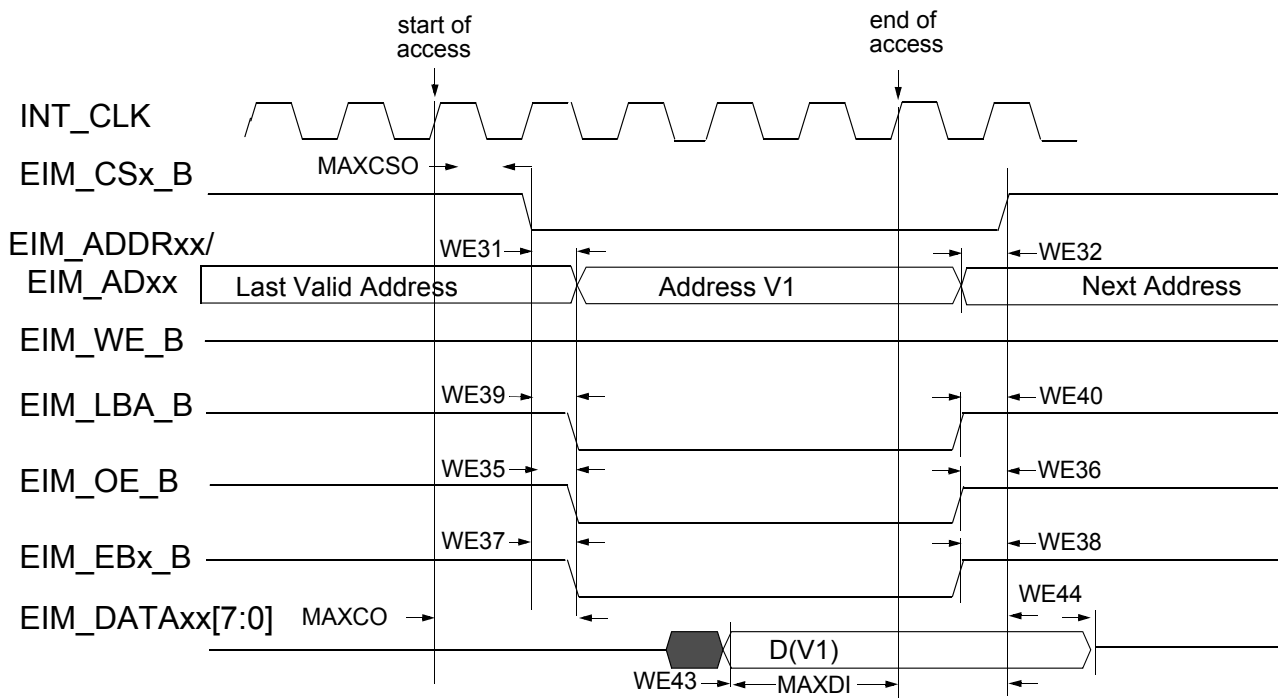 start of
access
end of
access
INT_CLK
MAXCSO
EIM_CSx_B
EIM_ADDRxx/
EIM_ADxx
WE31
WE32
Last Valid Address
Address V1
Next Address
EIM_WE_B
WE39
WE40
EIM_LBA_B
WE35
WE36
EIM_OE_B
WE37
WE38
EIM_EBx_B
WE44
EIM_DATAxx[7:0]
MAXCO
D(V1)
WE43
MAXDI